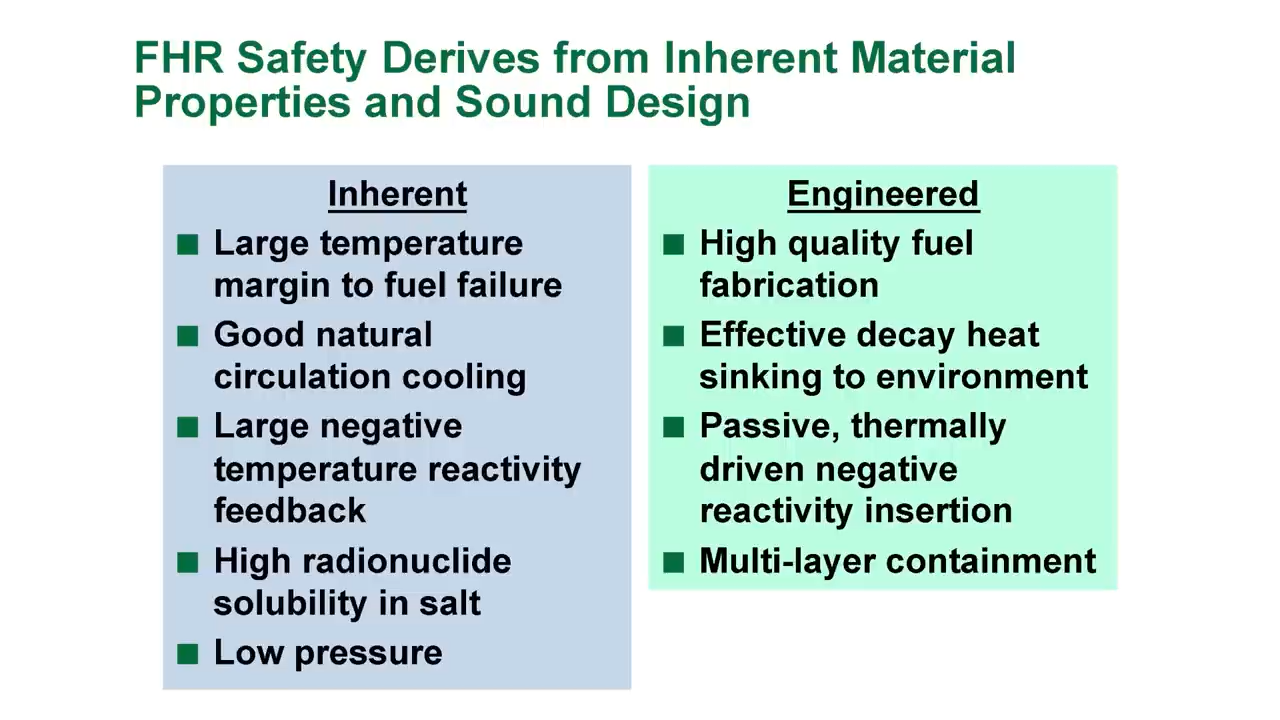 FHR Safety Derives from Inherent Material
Properties and Sound Design
Inherent
Large temperature
margin to fuel failure
Good natural
circulation cooling
Large negative
temperature reactivity
feedback
High radionuclide
solubility in salt
Low pressure
Engineered
High quality fuel
fabrication
Effective decay heat
sinking to environment
Passive, thermally
driven negative
reactivity insertion
Multi-layer containment